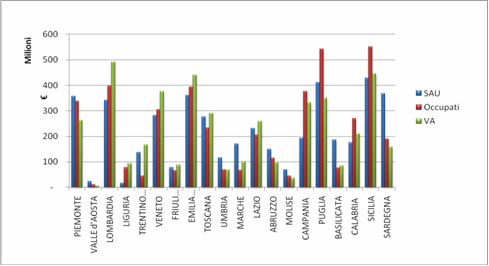 Milioni
€
600
500
400
300
200
100
-
SAU
Occupati
VA
PIEMONTE
VALLE d'AOSTA
LOMBARDIA
LIGURIA
TRENTINO...
VENETO
FRIULI...
EMILIA...
TOSCANA
UMBRIA
MARCHE
LAZIO
ABRUZZO
MOLISE
CAMPANIA
PUGLIA
BASILICATA
CALABRIA
SICILIA
SARDEGNA